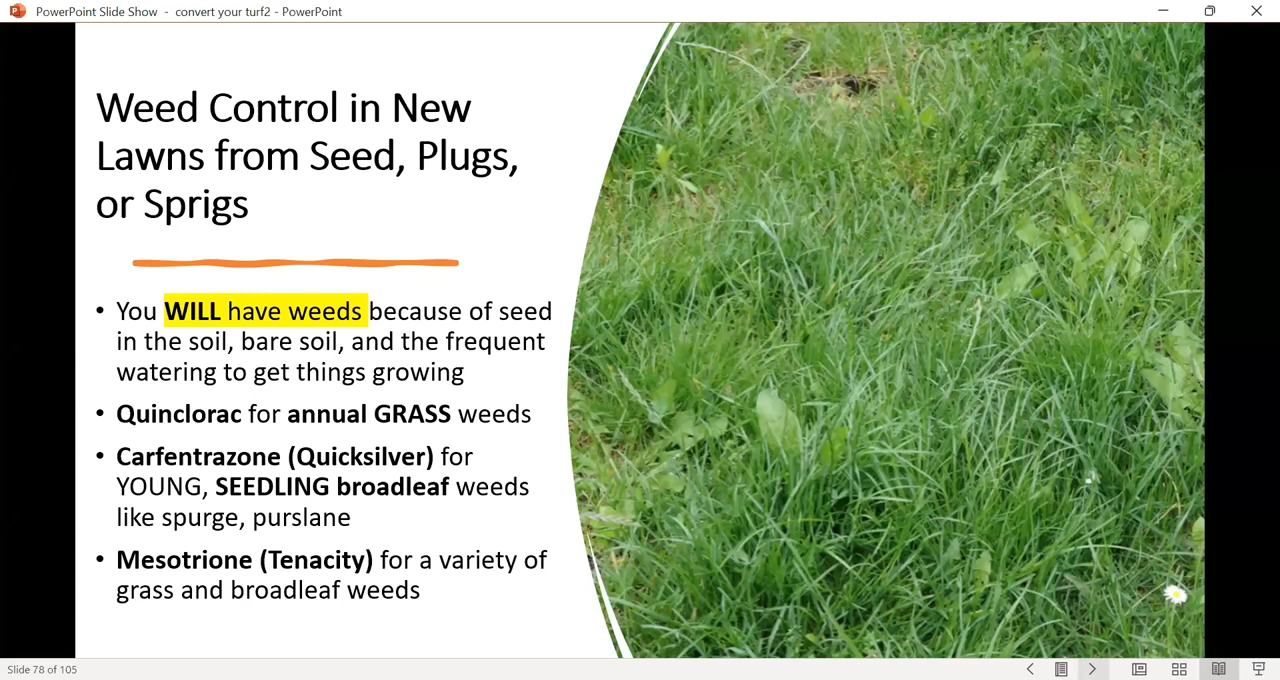 PowerPoint Slide Show - convert your turf2 - PowerPoint
Weed Control in New
Lawns from Seed, Plugs,
or Sprigs
• You WILL have weeds because of seed
in the soil, bare soil, and the frequent
watering to get things growing
• Quinclorac for annual GRASS weeds
• Carfentrazone (Quicksilver) for
YOUNG, SEEDLING broadleaf weeds
like spurge, purslane
• Mesotrione (Tenacity) for a variety of
grass and broadleaf weeds
Slide 78 of 105